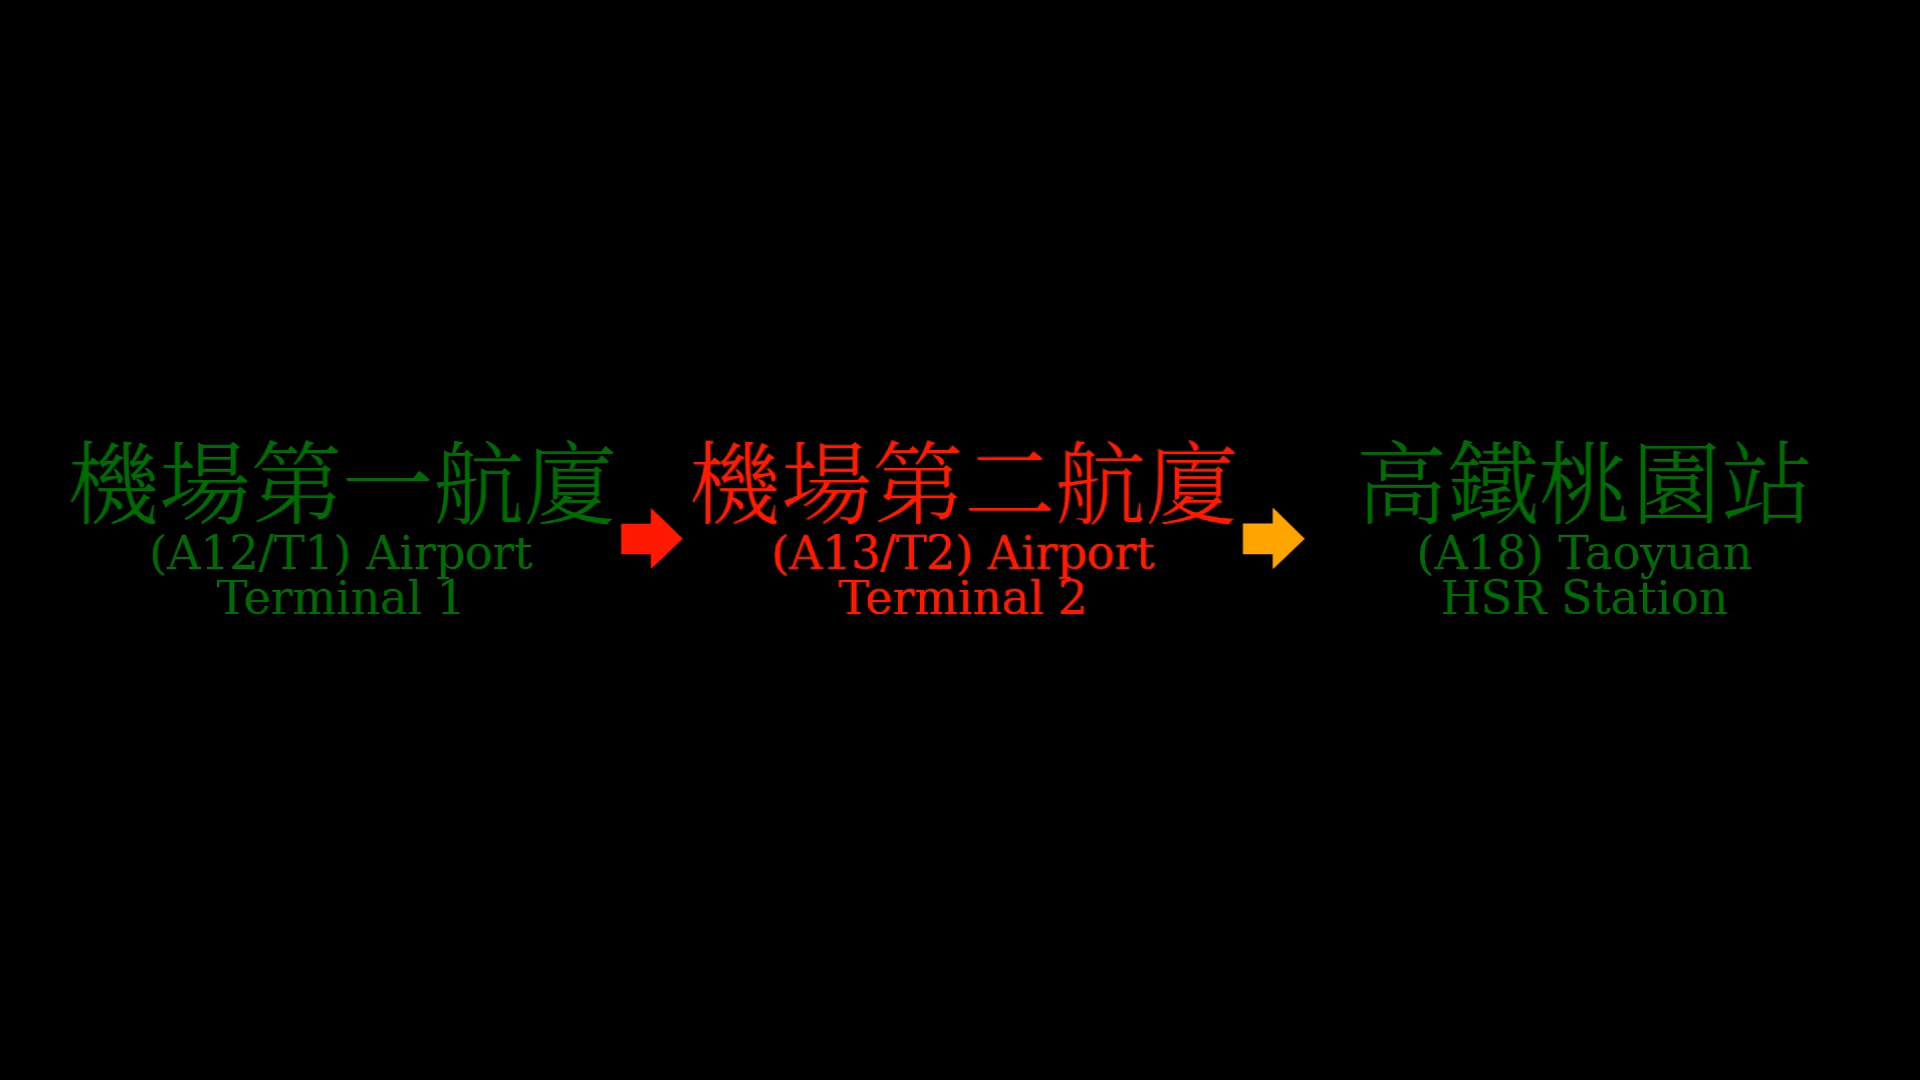 機場第一航廈
(A12/T1) Airport
Terminal 1
機場第二航廈
(A13/T2) Airport
Terminal 2
高鐵桃園站
(A18) Taoyuan
HSR Station